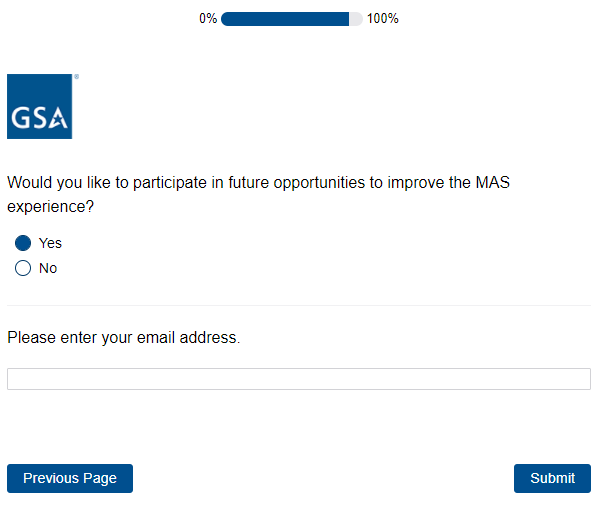 0% 100%
GSA
®
Would you like to participate in future opportunities to improve the MAS
experience?
Yes
No
Please enter your email address.
Previous Page Submit